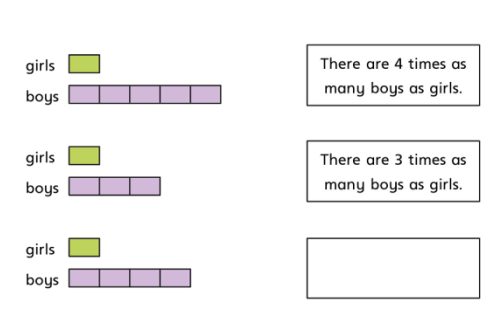 girls
boys
There are 4 times as
many boys as girls.
girls
boys
There are 3 times as
many boys as girls.
girls
boys